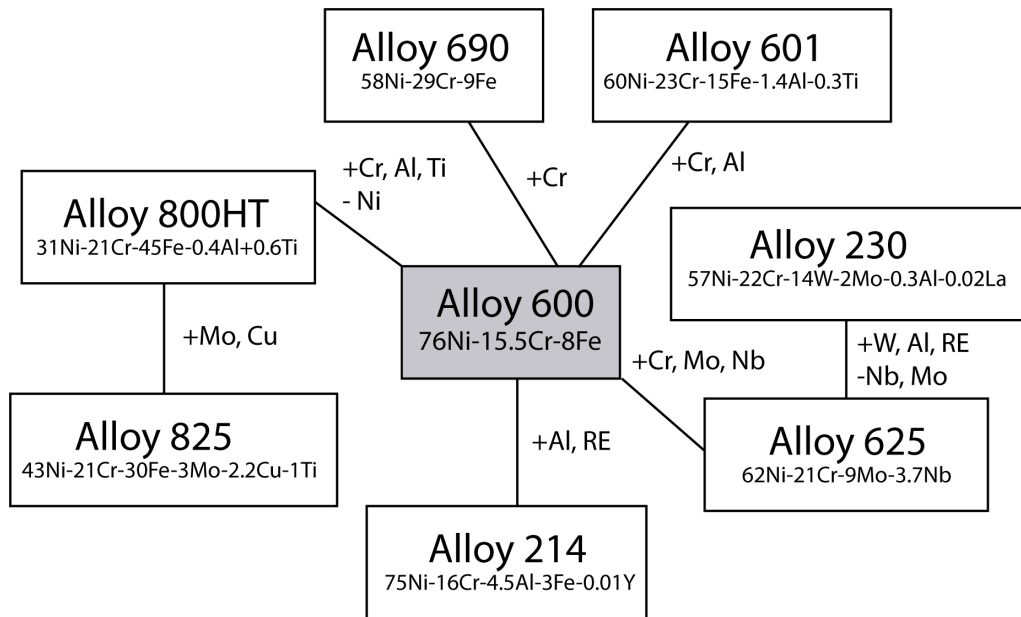 Alloy 690
58Ni-29Cr-9Fe
Alloy 601
60Ni-23Cr-15Fe-1.4Al-0.3Ti
+Cr, Al, Ti
- Ni
+Cr
+Cr, Al
Alloy 800HT
31Ni-21Cr-45Fe-0.4Al+0.6Ti
Alloy 230
57Ni-22Cr-14W-2Mo-0.3Al-0.02La
Alloy 600
76Ni-15.5Cr-8Fe
+Mo, Cu
+Cr, Mo, Nb
+W, Al, RE
-Nb, Mo
Alloy 825
43Ni-21Cr-30Fe-3Mo-2.2Cu-1Ti
+Al, RE
Alloy 625
62Ni-21Cr-9Mo-3.7Nb
Alloy 214
75Ni-16Cr-4.5Al-3Fe-0.01Y